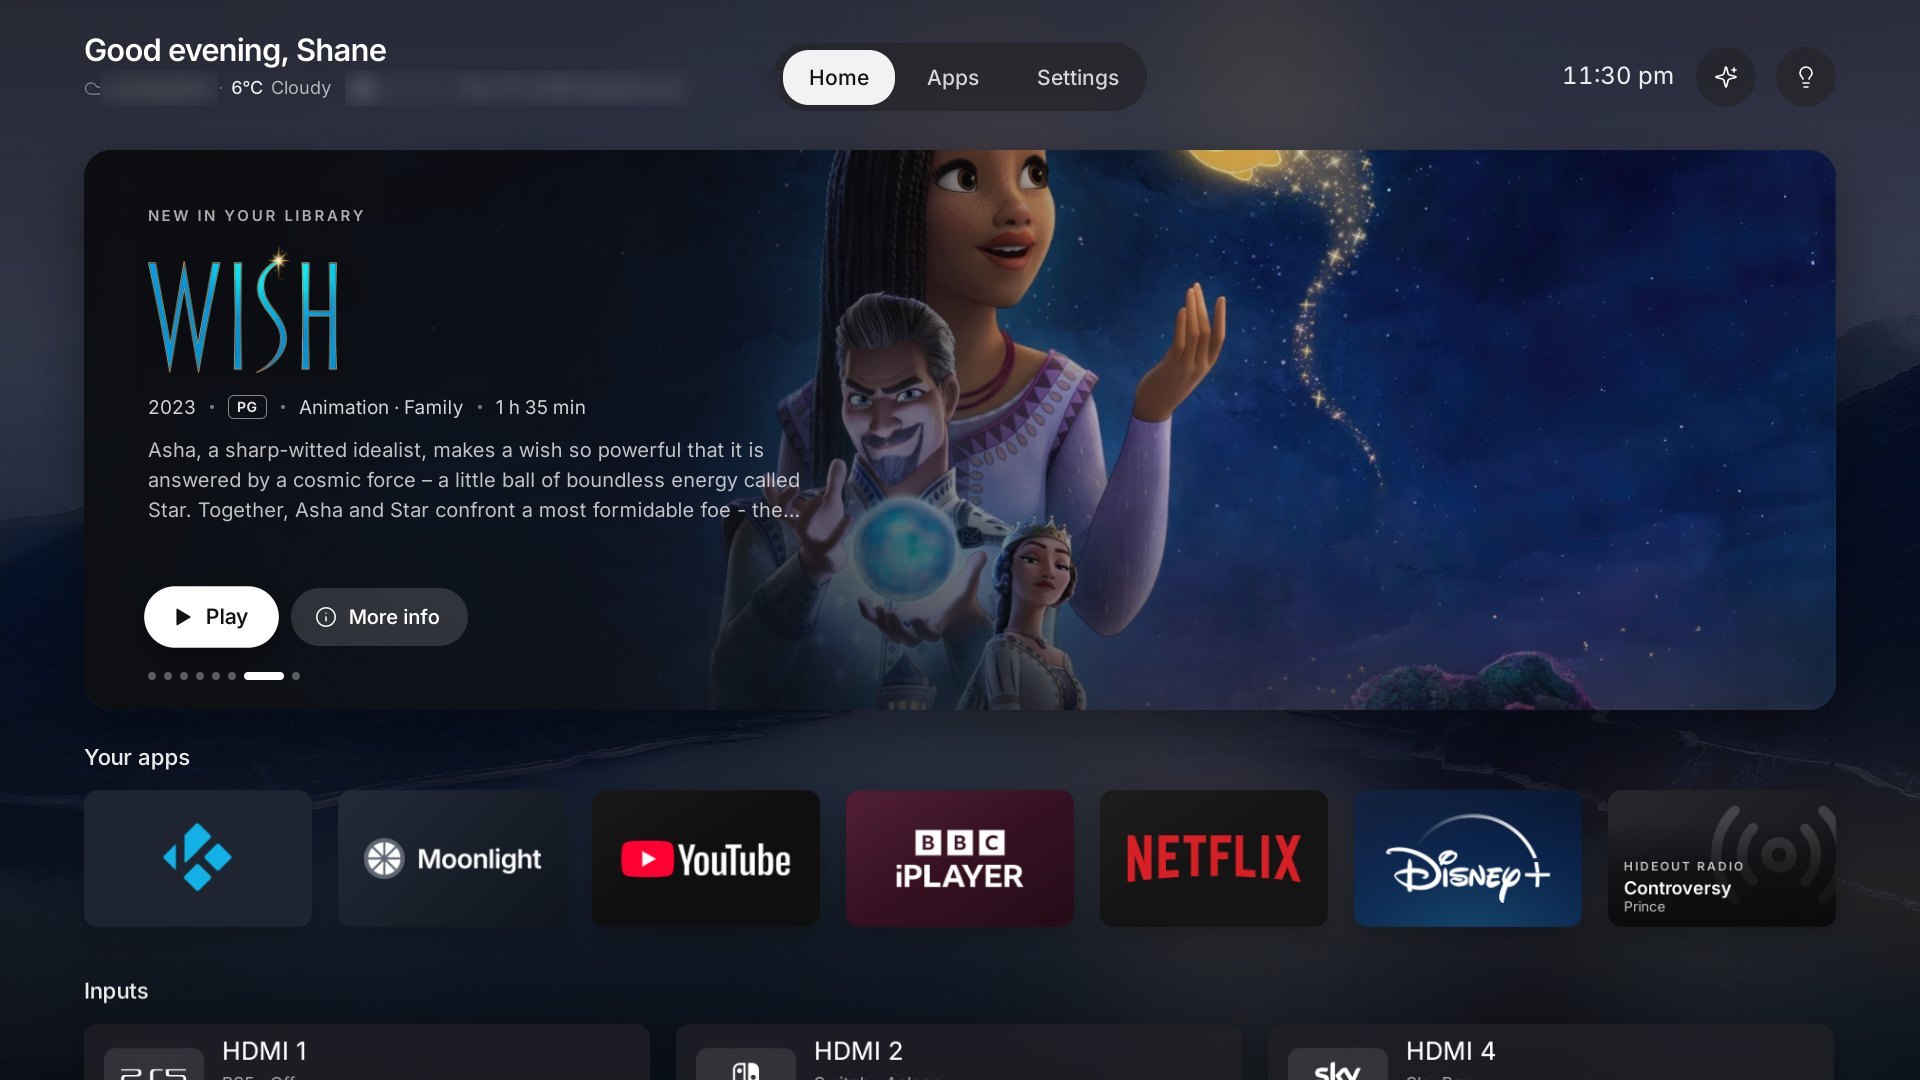 Good evening, Shane
· 6°C Cloudy
Home
Apps
Settings
11:30 pm
NEW IN YOUR LIBRARY
WISH
2023 • PG • Animation · Family • 1 h 35 min
Asha, a sharp-witted idealist, makes a wish so powerful that it is
answered by a cosmic force – a little ball of boundless energy called
Star. Together, Asha and Star confront a most formidable foe - the...
Play
More info
Your apps
Moonlight
YouTube
BBC
iPLAYER
NETFLIX
Disney+
HIDEOUT RADIO
Controversy
Prince
Inputs
HDMI 1
PS5
HDMI 2
HDMI 4
sky